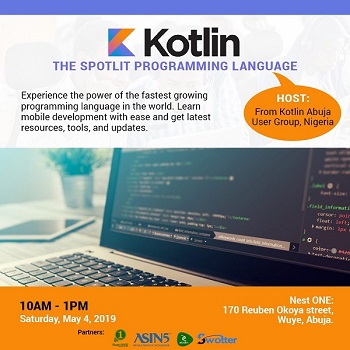 Kotlin
THE SPOTLIT PROGRAMMING LANGUAGE
Experience the power of the fastest growing
programming language in the world. Learn
mobile development with ease and get latest
resources, tools, and updates.
HOST:
From Kotlin Abuja
User Group, Nigeria
10AM - 1PM
Saturday, May 4, 2019
Nest ONE:
170 Reuben Okoya street,
Wuye, Abuja.
Partners:
ASIN5
Swotter